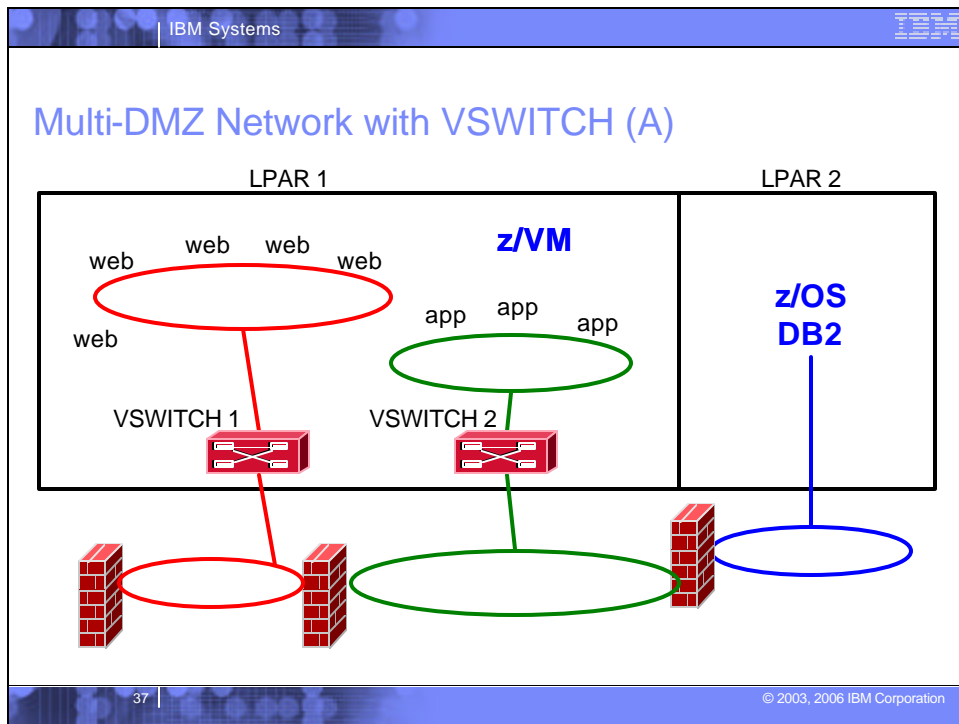 IBM Systems
IBM
Multi-DMZ Network with VSWITCH (A)
LPAR 1
LPAR 2
web
web
web
web
web
z/VM
app
app
app
z/OS
DB2
VSWITCH 1
VSWITCH 2
37
© 2003, 2006 IBM Corporation